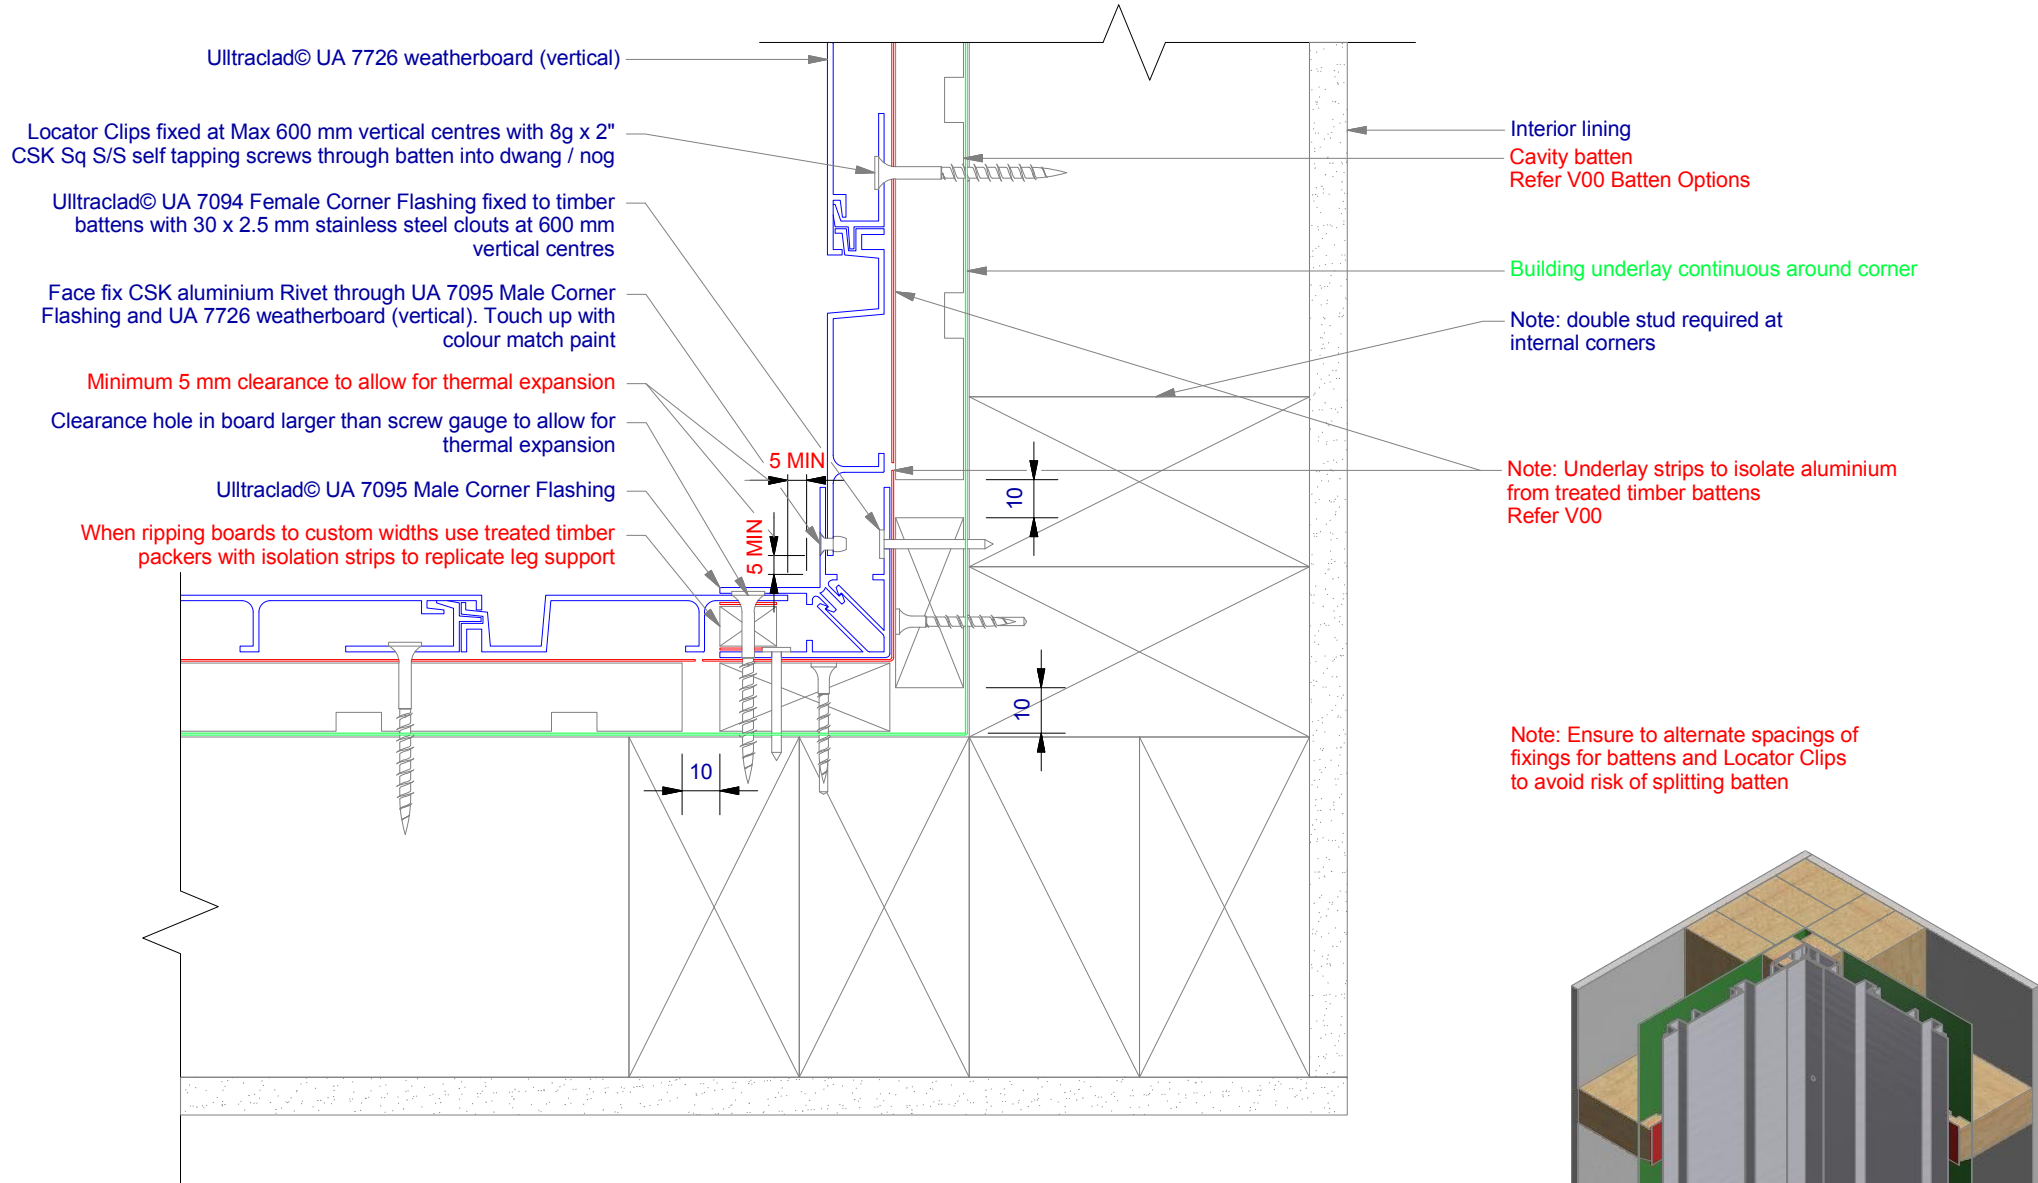 Ulltraclad© UA 7726 weatherboard (vertical)
Locator Clips fixed at Max 600 mm vertical centres with 8g x 2"
CSK Sq S/S self tapping screws through batten into dwang / nog
Ulltraclad© UA 7094 Female Corner Flashing fixed to timber
battens with 30 x 2.5 mm stainless steel clouts at 600 mm
vertical centres
Face fix CSK aluminium Rivet through UA 7095 Male Corner
Flashing and UA 7726 weatherboard (vertical). Touch up with
colour match paint
Minimum 5 mm clearance to allow for thermal expansion
Clearance hole in board larger than screw gauge to allow for
thermal expansion
Ulltraclad© UA 7095 Male Corner Flashing
When ripping boards to custom widths use treated timber
packers with isolation strips to replicate leg support
5 MIN
5 MIN
10
10
10
Interior lining
Cavity batten
Refer V00 Batten Options
Building underlay continuous around corner
Note: double stud required at
internal corners
Note: Underlay strips to isolate aluminium
from treated timber battens
Refer V00
Note: Ensure to alternate spacings of
fixings for battens and Locator Clips
to avoid risk of splitting batten